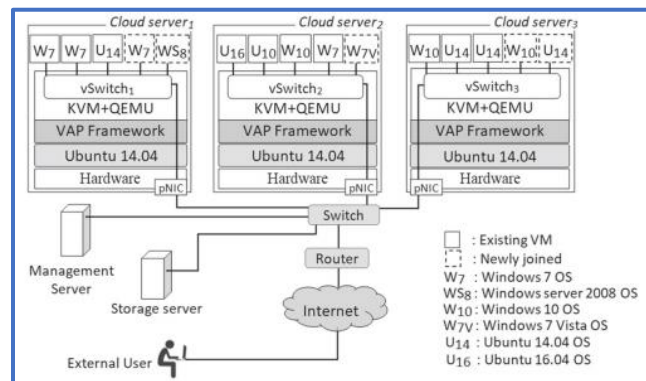 Cloud server1 Cloud server2 Cloud server3
W7 W7 U14 W7 WS8 U16 U10 W10 W7 W7V W10 U14 U14 W10 U14
vSwitch1 vSwitch2 vSwitch3
KVM+QEMU KVM+QEMU KVM+QEMU
VAP Framework VAP Framework VAP Framework
Ubuntu 14.04 Ubuntu 14.04 Ubuntu 14.04
Hardware Hardware Hardware
pNIC pNIC pNIC
Switch
Management
Server
Storage server
Router
Internet
External User
: Existing VM
: Newly joined
W7 : Windows 7 OS
WS8 : Windows server 2008 OS
W10 : Windows 10 OS
W7V : Windows 7 Vista OS
U14 : Ubuntu 14.04 OS
U16 : Ubuntu 16.04 OS